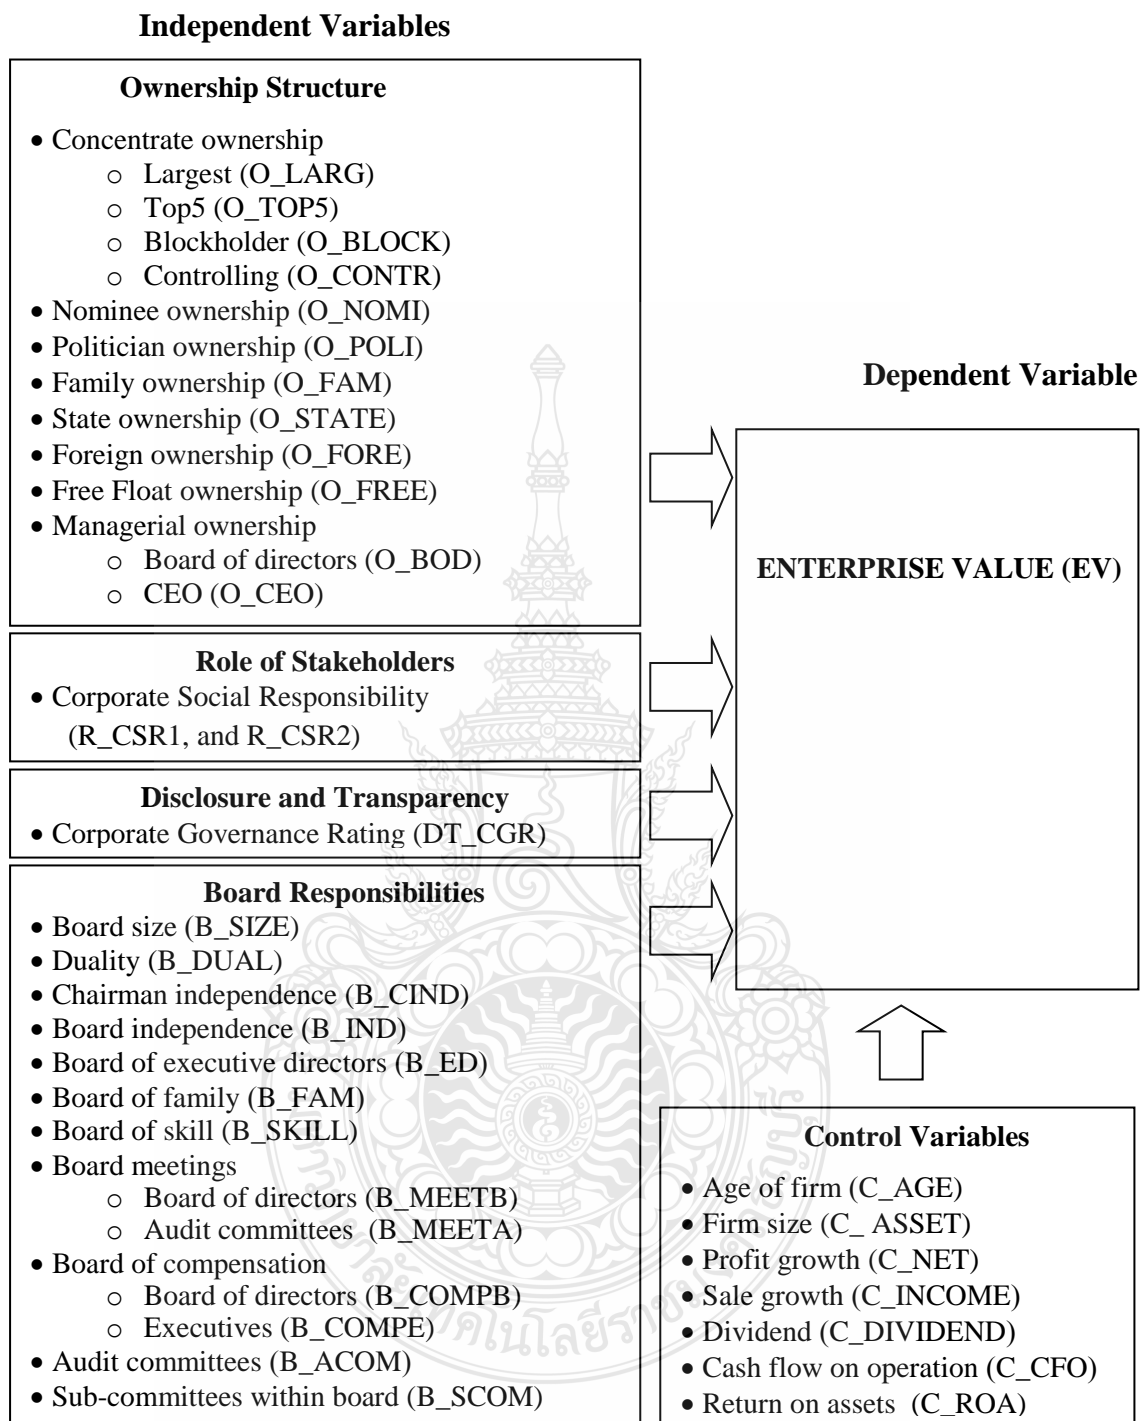 Independent Variables
Ownership Structure
• Concentrate ownership
o Largest (O_LARG)
o Top5 (O_TOP5)
o Blockholder (O_BLOCK)
o Controlling (O_CONTR)
• Nominee ownership (O_NOMI)
• Politician ownership (O_POLI)
• Family ownership (O_FAM)
• State ownership (O_STATE)
• Foreign ownership (O_FORE)
• Free Float ownership (O_FREE)
• Managerial ownership
o Board of directors (O_BOD)
o CEO (O_CEO)
Role of Stakeholders
• Corporate Social Responsibility
(R_CSR1, and R_CSR2)
Disclosure and Transparency
• Corporate Governance Rating (DT_CGR)
Board Responsibilities
• Board size (B_SIZE)
• Duality (B_DUAL)
• Chairman independence (B_CIND)
• Board independence (B_IND)
• Board of executive directors (B_ED)
• Board of family (B_FAM)
• Board of skill (B_SKILL)
• Board meetings
o Board of directors (B_MEETB)
o Audit committees (B_MEETA)
• Board of compensation
o Board of directors (B_COMPB)
o Executives (B_COMPE)
• Audit committees (B_ACOM)
• Sub-committees within board (B_SCOM)
Dependent Variable
ENTERPRISE VALUE (EV)
Control Variables
• Age of firm (C_AGE)
• Firm size (C_ ASSET)
• Profit growth (C_NET)
• Sale growth (C_INCOME)
• Dividend (C_DIVIDEND)
• Cash flow on operation (C_CFO)
• Return on assets (C_ROA)